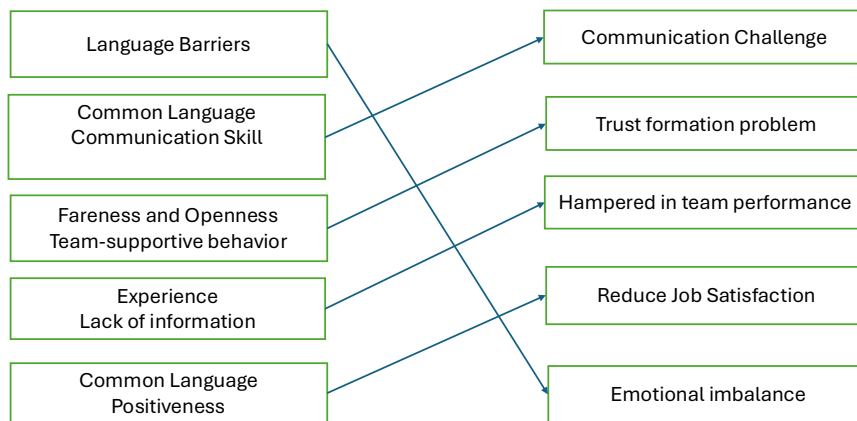 Language Barriers
Common Language
Communication Skill
Fareness and Openness
Team-supportive behavior
Experience
Lack of information
Common Language
Positiveness
Communication Challenge
Trust formation problem
Hampered in team performance
Reduce Job Satisfaction
Emotional imbalance